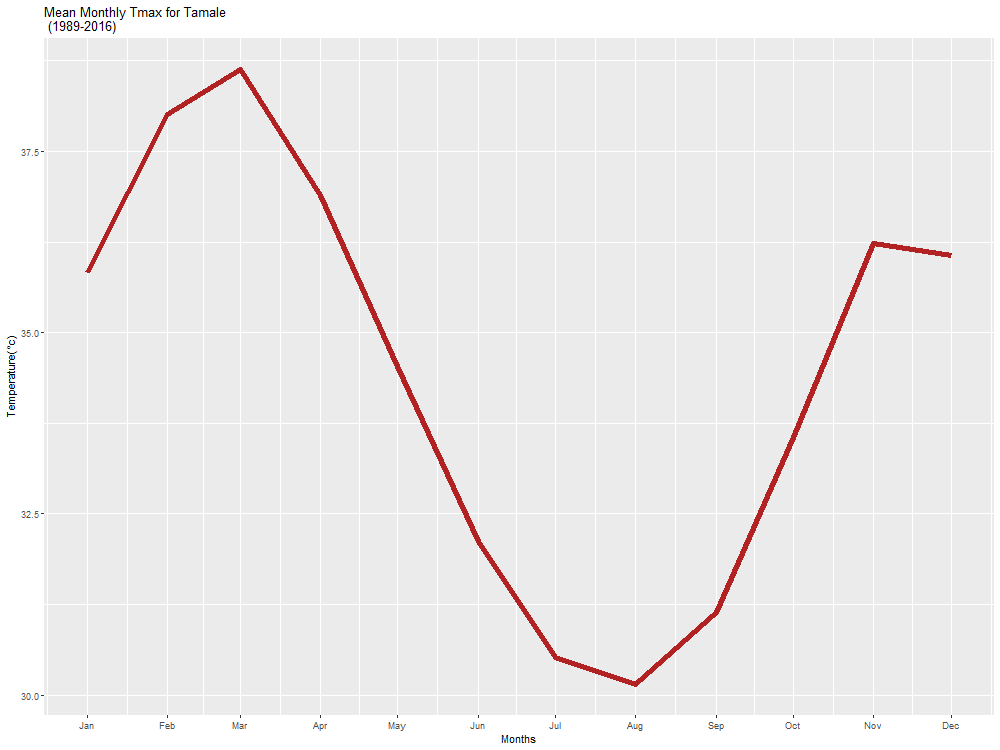 Mean Monthly Tmax for Tamale
(1989-2016)
37.5
35.0
32.5
30.0
Temperature(°c)
Jan Feb Mar Apr May Jun Jul Aug Sep Oct Nov Dec
Months